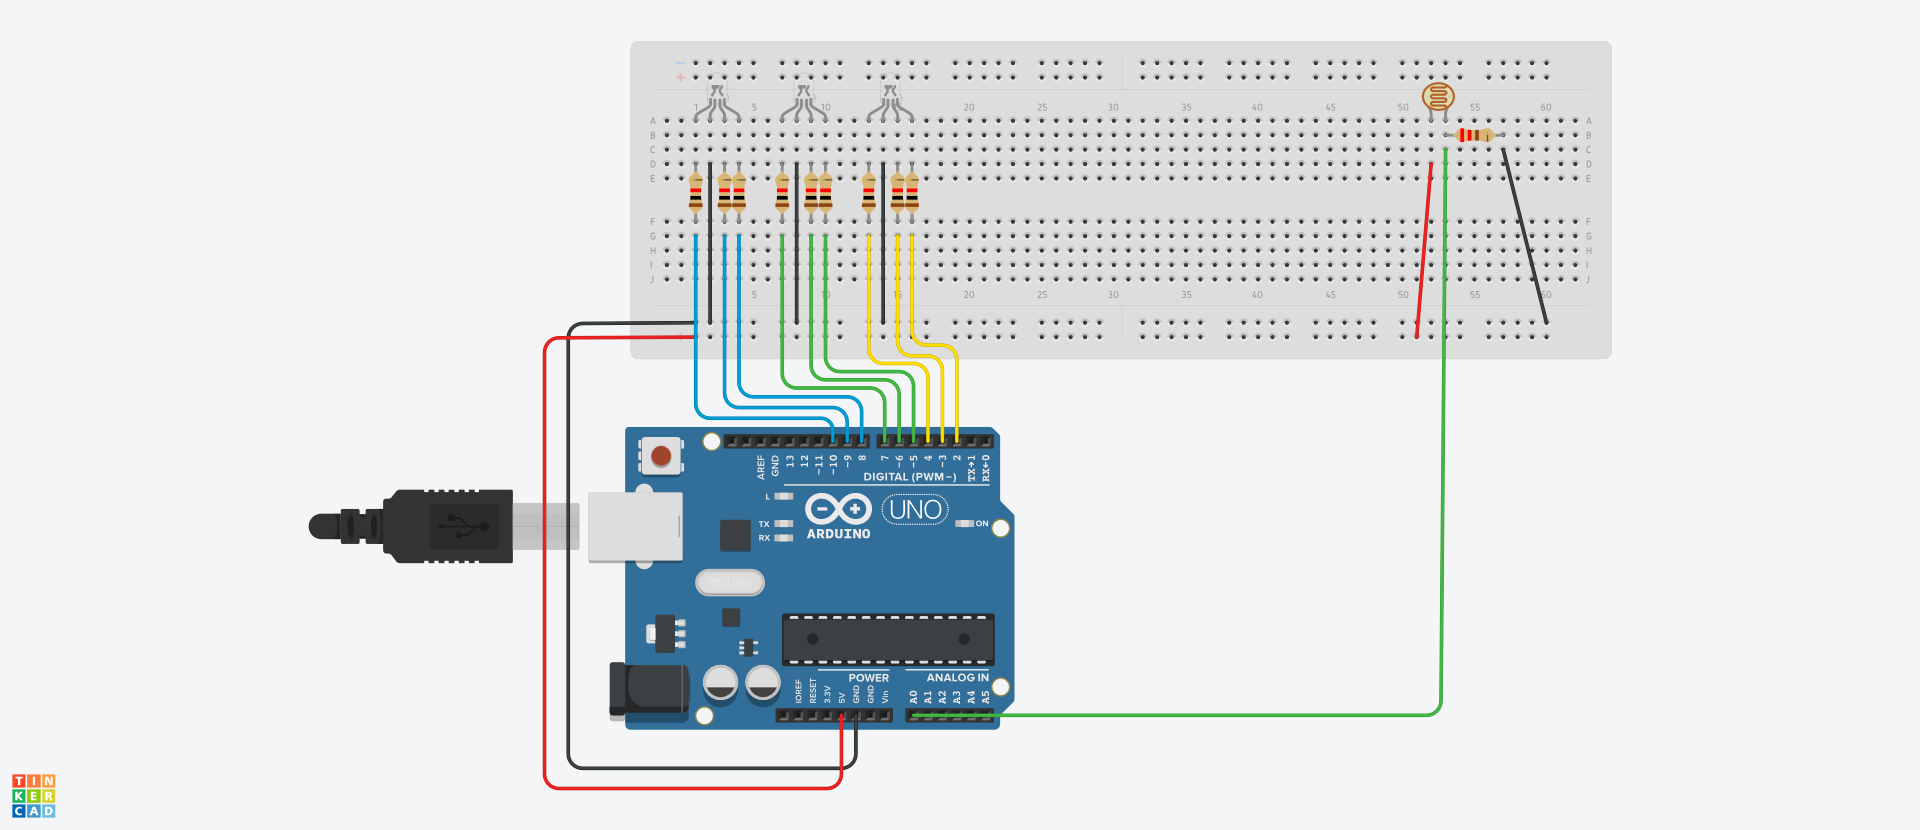 − 
+
1 5 10 20 25 30 35 40 45 50 55 60
A A
B B
C C
D D
E E
F F
G G
H H
I I
J J
5 10 15 20 25 30 35 40 45 50 55 60
AREF GND 13 12 ~11 ~10 ~9 8 7 ~6 ~5 4 ~3 2 TX→1 RX←0
DIGITAL (PWM~)
L
UNO
TX
ON
RX
ARDUINO
POWER
ANALOG IN
IOREF RESET 3.3V 5V GND GND Vin A0 A1 A2 A3 A4 A5
TIN
KER
CAD